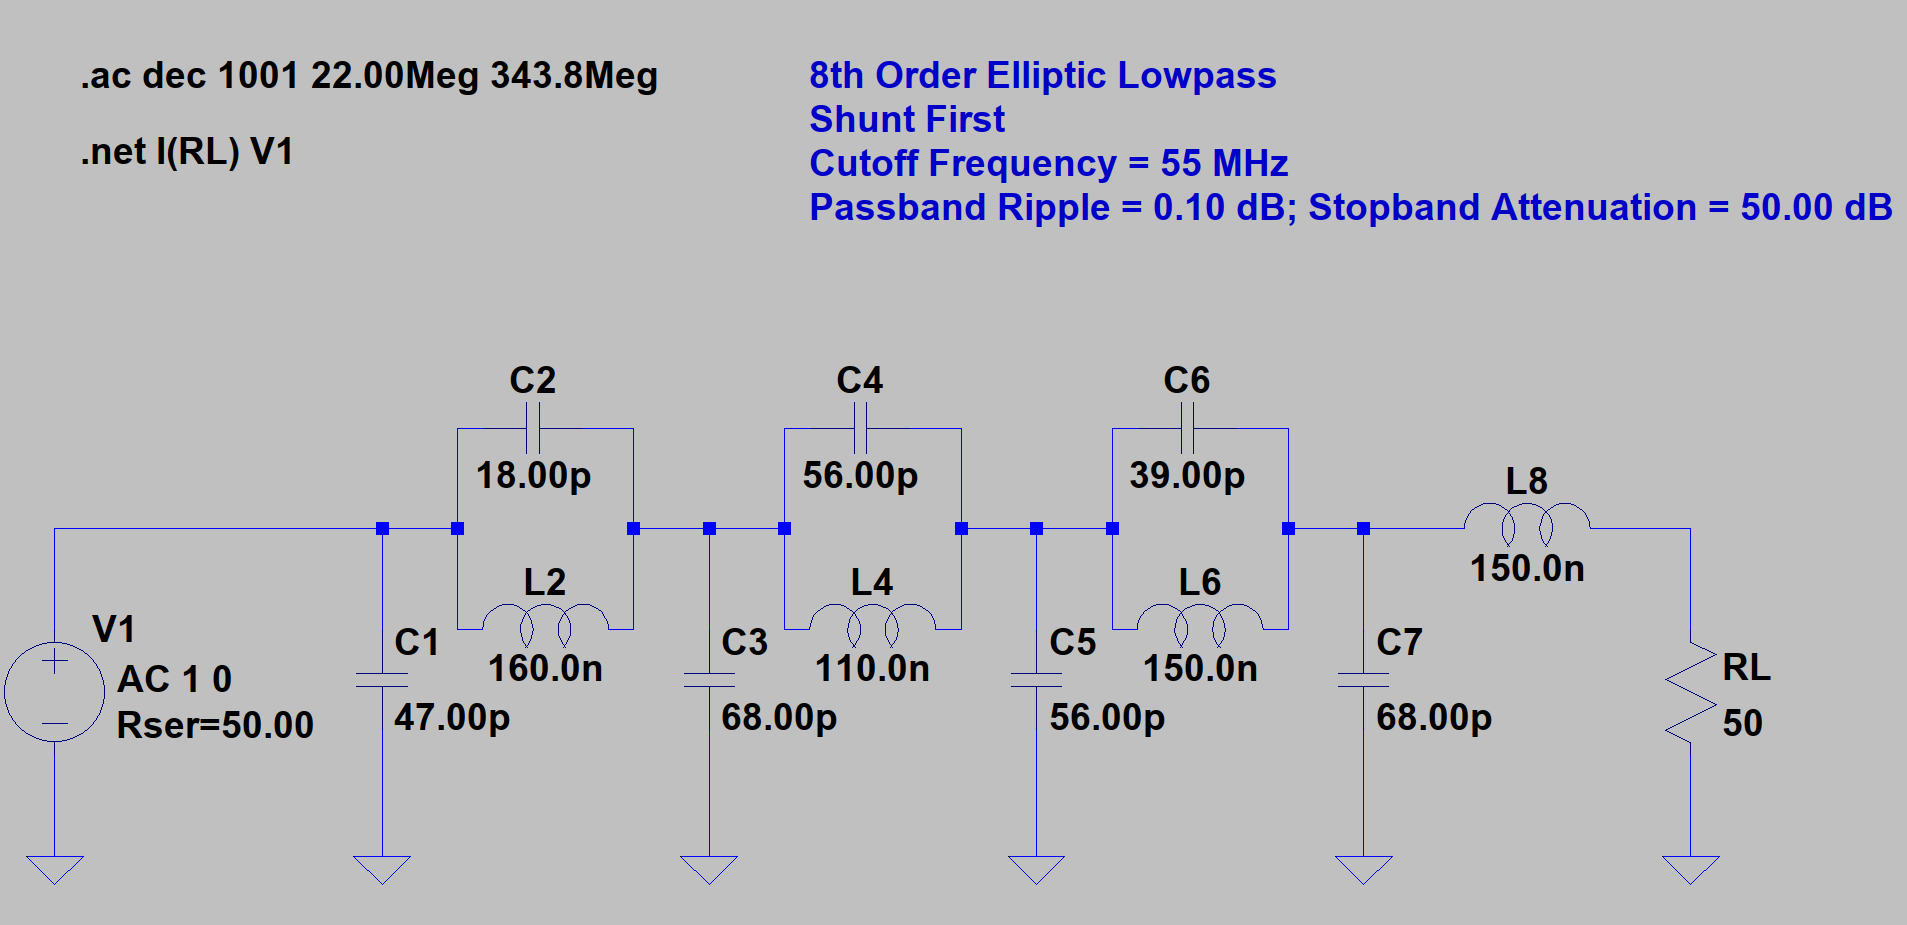 .ac dec 1001 22.00Meg 343.8Meg
.net I(RL) V1
8th Order Elliptic Lowpass
Shunt First
Cutoff Frequency = 55 MHz
Passband Ripple = 0.10 dB; Stopband Attenuation = 50.00 dB
C2
18.00p
C4
56.00p
C6
39.00p
L8
150.0n
L2
160.0n
L4
110.0n
L6
150.0n
V1
AC 1 0
Rser=50.00
C1
47.00p
C3
68.00p
C5
56.00p
C7
68.00p
RL
50